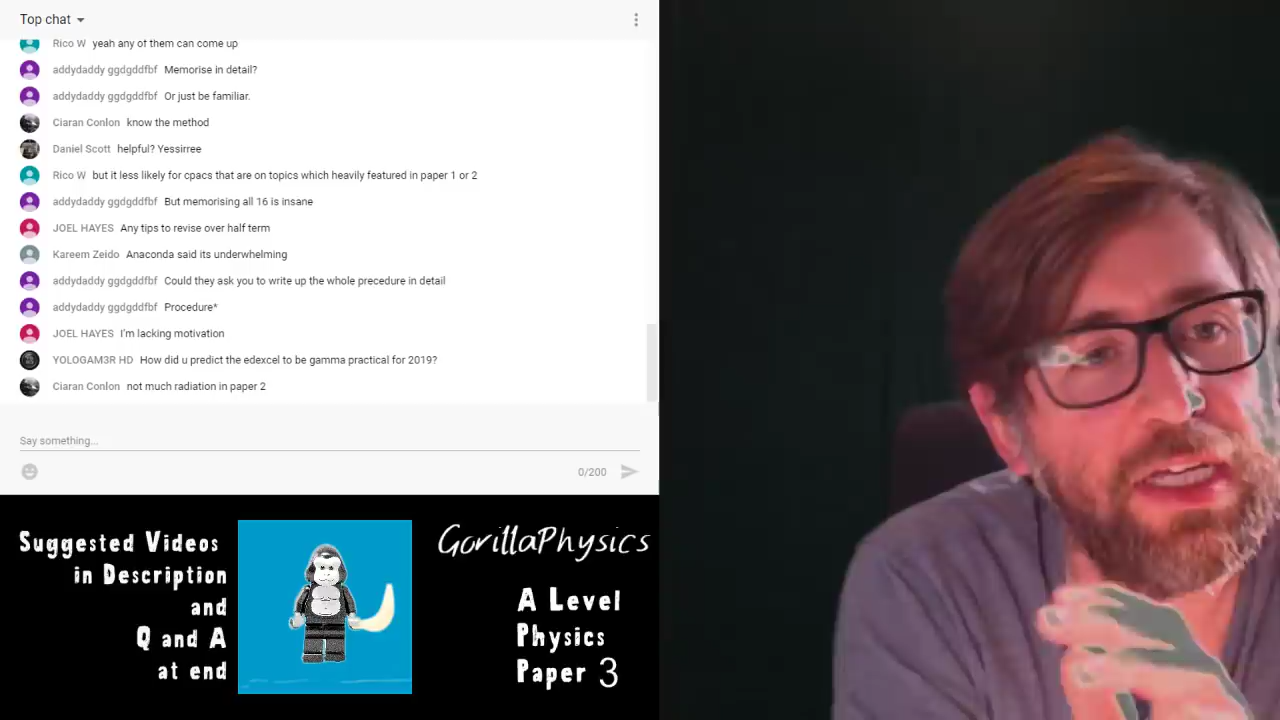 Top chat
Rico W yeah any of them can come up
addydaddy ggdgddfbf Memorise in detail?
addydaddy ggdgddfbf Or just be familiar.
Ciaran Conlon know the method
Daniel Scott helpful? Yessirree
Rico W but it less likely for cpacs that are on topics which heavily featured in paper 1 or 2
addydaddy ggdgddfbf But memorising all 16 is insane
JOEL HAYES Any tips to revise over half term
Kareem Zeido Anaconda said its underwhelming
addydaddy ggdgddfbf Could they ask you to write up the whole precedure in detail
addydaddy ggdgddfbf Procedure*
JOEL HAYES I'm lacking motivation
YOLOGAM3R HD How did u predict the edexcel to be gamma practical for 2019?
Ciaran Conlon not much radiation in paper 2
Say something...
0/200
Suggested Videos
in Description
and
Q and A
at end
GorillaPhysics
A Level
Physics
Paper 3